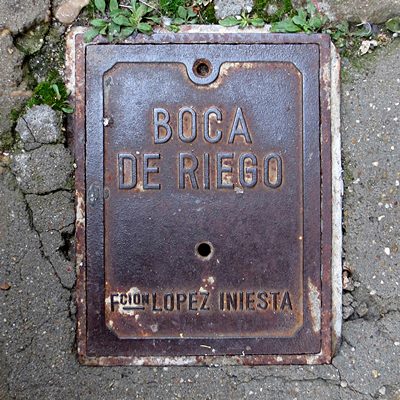 BOCA
DE RIEGO
Fcion LOPEZ INIESTA